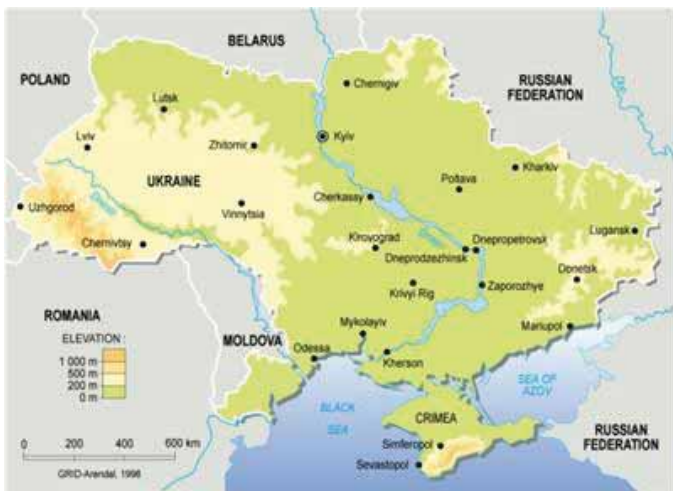 BELARUS
POLAND
RUSSIAN
FEDERATION
Chernigiv
Lutsk
Lviv
Zhitomir
Kyiv
Kharkiv
Poltava
UKRAINE
Cherkassy
Uzhgorod
Vinnytsia
Lugansk
Chernivtsy
Kirovograd
Dnepropetrovsk
Dneprodzezhinsk
Donetsk
Krivyi Rig
Zaporozhye
ROMANIA
Mykolayiv
Mariupol
ELEVATION :
1 000 m
500 m
200 m
0 m
MOLDOVA
Odessa
Kherson
SEA OF
AZOV
BLACK
SEA
CRIMEA
RUSSIAN
FEDERATION
Simferopol
Sevastopol
0 200 400 600 km
GRID-Arendal, 1998